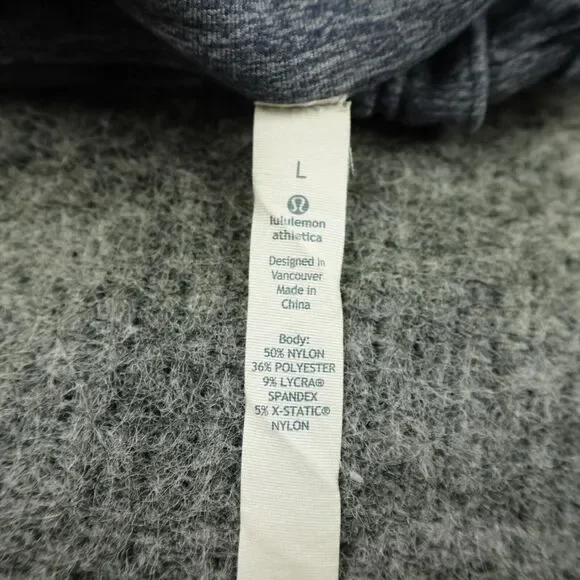 L
lululemon
athletica
Designed in
Vancouver
Made in
China
Body:
50% NYLON
36% POLYESTER
9% LYCRA®
SPANDEX
5% X-STATIC®
NYLON